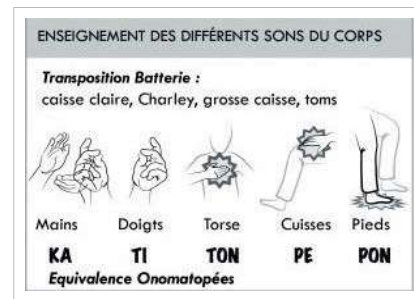 ENSEIGNEMENT DES DIFFÉRENTS SONS DU CORPS
Transposition Batterie :
caisse claire, Charley, grosse caisse, toms
Mains Doigts Torse Cuisses Pieds
KA TI TON PE PON
Equivalence Onomatopées